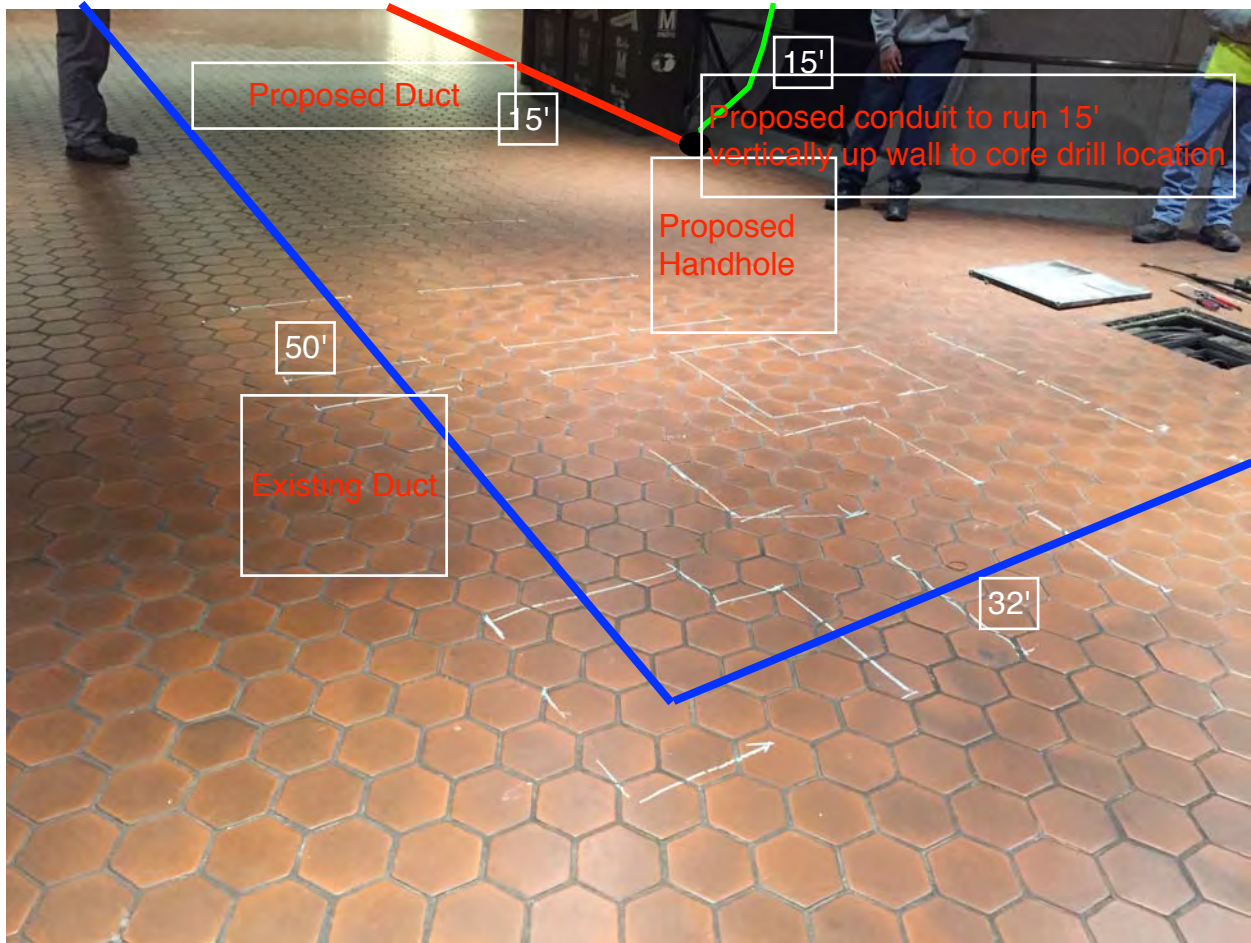 15'
Proposed Duct
15'
Proposed conduit to run 15'
vertically up wall to core drill location
Proposed
Handhole
50'
Existing Duct
32'
M
M
M